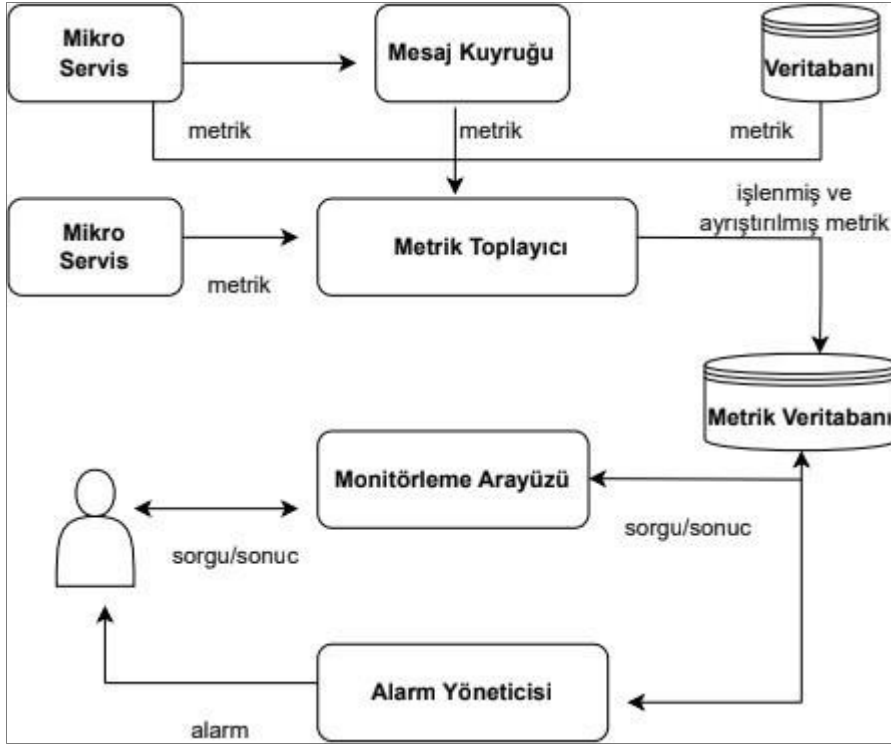 Mikro
Servis
Mesaj Kuyruğu
Veritabanı
metrik
metrik
metrik
Mikro
Servis
metrik
Metrik Toplayıcı
işlenmiş ve
ayrıştırılmış metrik
Metrik Veritabanı
Monitörleme Arayüzü
sorgu/sonuc
sorgu/sonuc
Alarm Yöneticisi
alarm